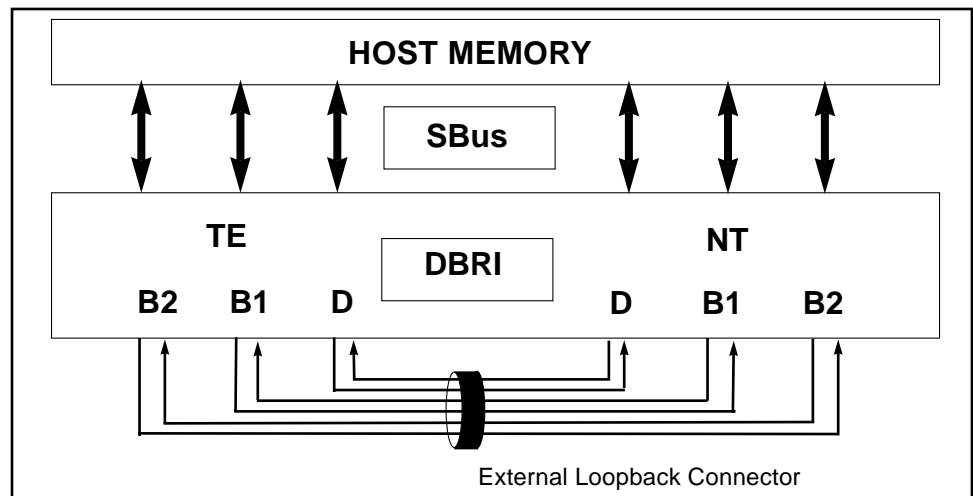 HOST MEMORY
SBus
TE
NT
DBRI
B2 B1 D D B1 B2
External Loopback Connector